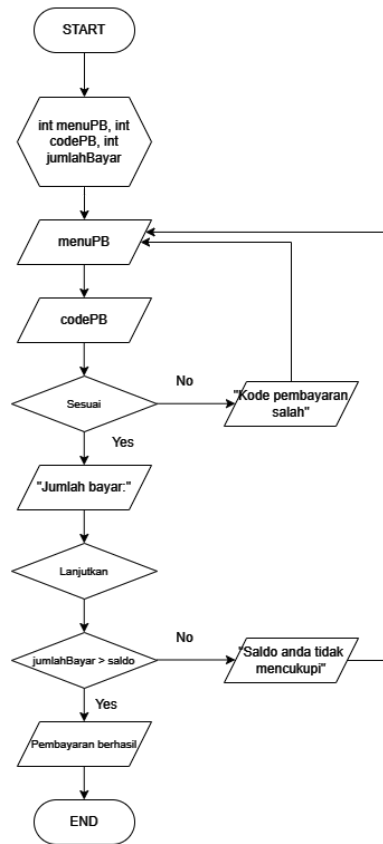 START
int menuPB, int
codePB, int
jumlahBayar
menuPB
codePB
Sesuai
No
"Kode pembayaran
salah"
Yes
"Jumlah bayar:"
Lanjutkan
jumlahBayar > saldo
No
"Saldo anda tidak
mencukupi"
Yes
Pembayaran berhasil
END